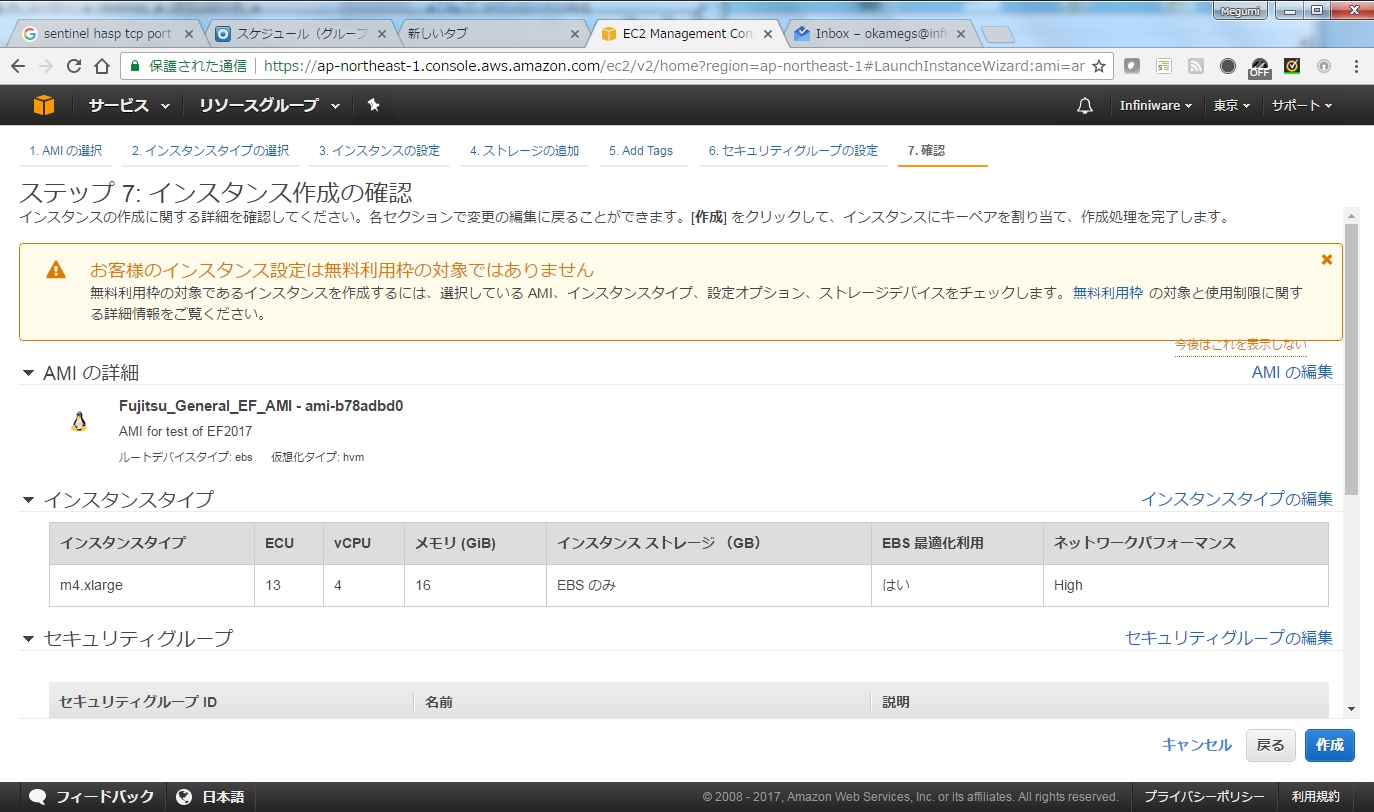 Megumi
sentinel hasp tcp port
スケジュール（グループ
新しいタブ
EC2 Management Con
Inbox – okamegs@infi
保護された通信 https://ap-northeast-1.console.aws.amazon.com/ec2/v2/home?region=ap-northeast-1#LaunchInstanceWizard:ami=ar
OFF
サービス リソースグループ Infiniware 東京 サポート
1. AMI の選択 2. インスタンスタイプの選択 3. インスタンスの設定 4. ストレージの追加 5. Add Tags 6. セキュリティグループの設定 7. 確認
ステップ 7: インスタンス作成の確認
インスタンスの作成に関する詳細を確認してください。各セクションで変更の編集に戻ることができます。[作成] をクリックして、インスタンスにキーペアを割り当て、作成処理を完了します。
お客様のインスタンス設定は無料利用枠の対象ではありません
無料利用枠の対象であるインスタンスを作成するには、選択している AMI、インスタンスタイプ、設定オプション、ストレージデバイスをチェックします。 無料利用枠 の対象と使用制限に関す
る詳細情報をご覧ください。
今後はこれを表示しない
AMI の詳細 AMI の編集
Fujitsu_General_EF_AMI - ami-b78adbd0
AMI for test of EF2017
ルートデバイスタイプ: ebs 仮想化タイプ: hvm
インスタンスタイプ インスタンスタイプの編集
インスタンスタイプ ECU vCPU メモリ (GiB) インスタンス ストレージ （GB） EBS 最適化利用 ネットワークパフォーマンス
m4.xlarge 13 4 16 EBS のみ はい High
セキュリティグループ セキュリティグループの編集
セキュリティグループ ID 名前 説明
キャンセル 戻る 作成
フィードバック 日本語 © 2008 - 2017, Amazon Web Services, Inc. or its affiliates. All rights reserved. プライバシーポリシー 利用規約